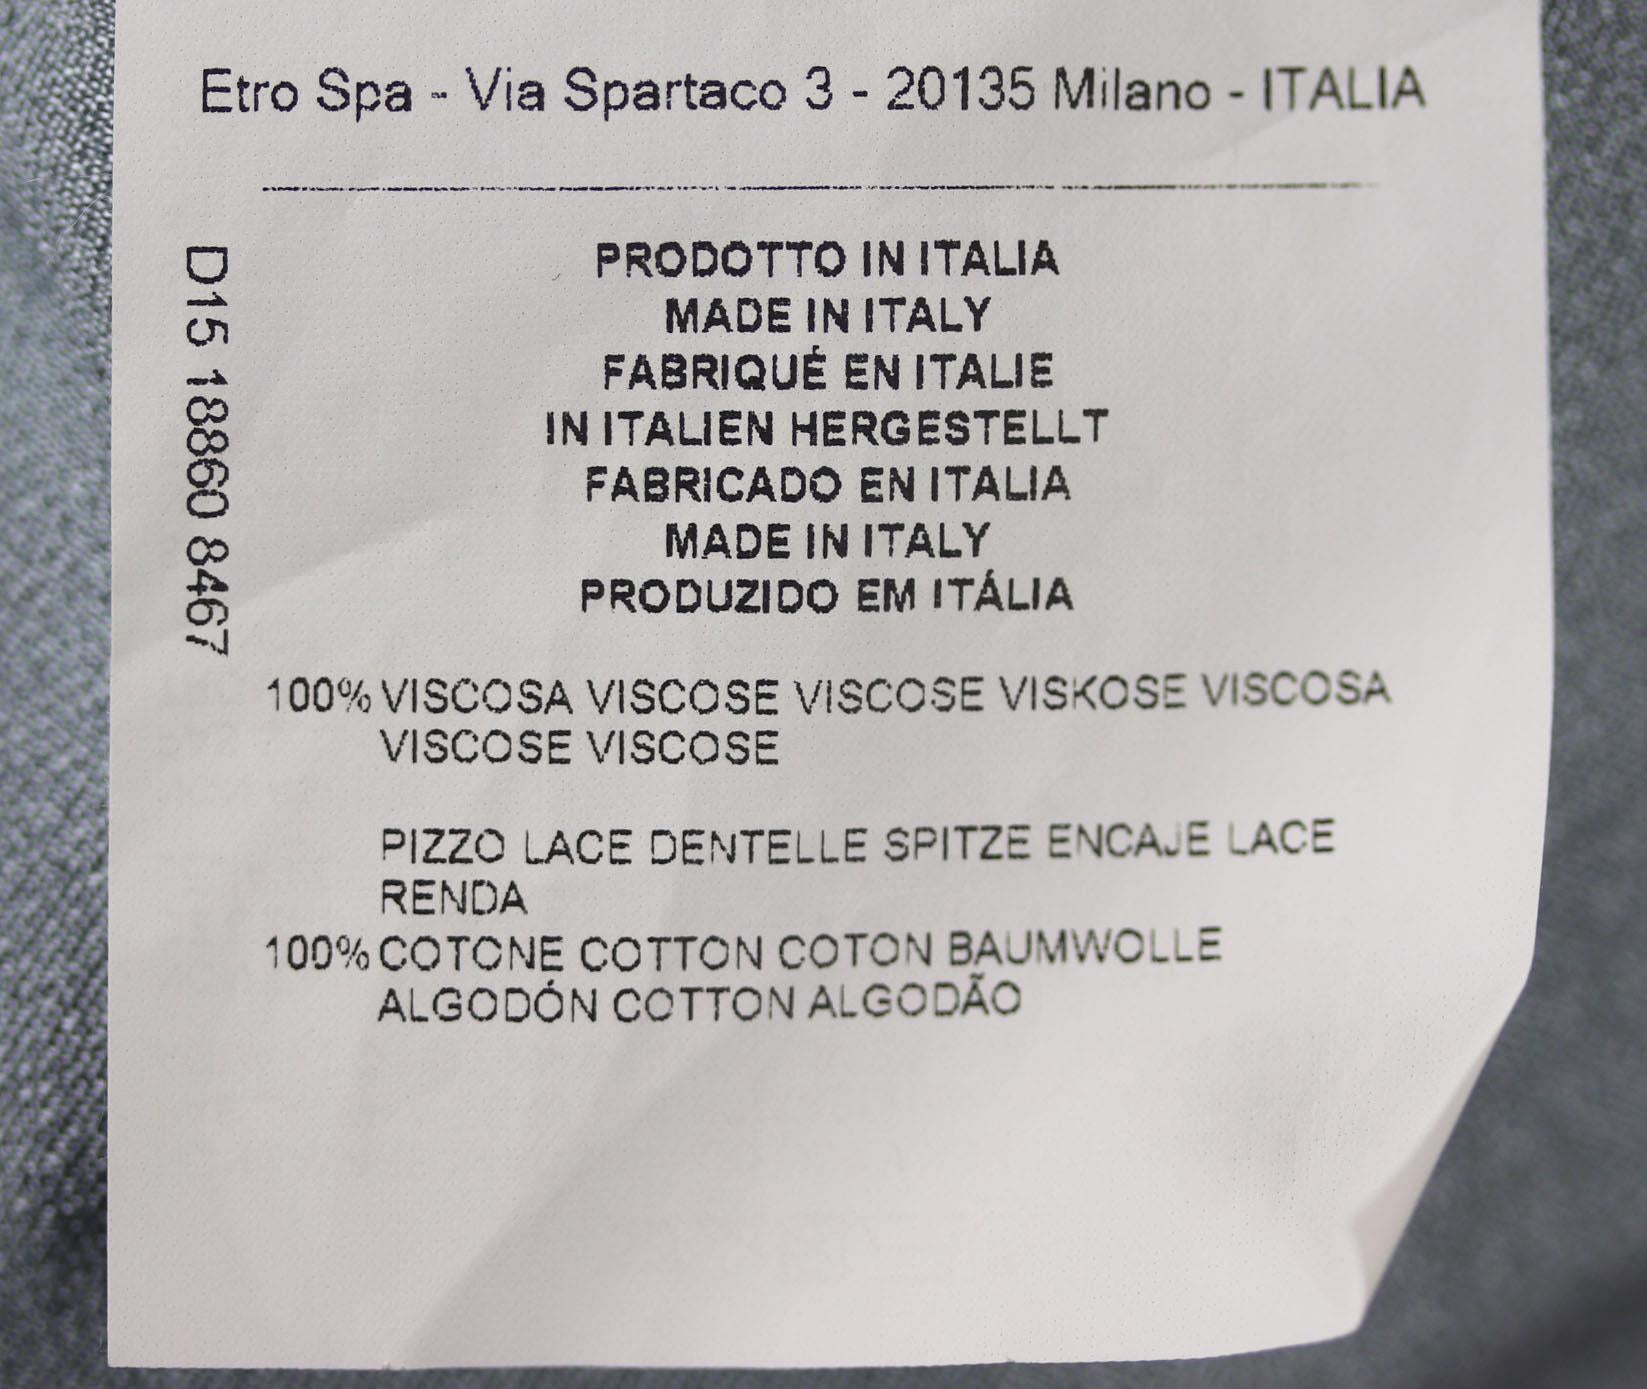 Etro Spa - Via Spartaco 3 - 20135 Milano - ITALIA
D15 18860 8467
PRODOTTO IN ITALIA
MADE IN ITALY
FABRIQUÉ EN ITALIE
IN ITALIEN HERGESTELLT
FABRICADO EN ITALIA
MADE IN ITALY
PRODUZIDO EM ITÁLIA
100% VISCOSA VISCOSE VISCOSE VISKOSE VISCOSA
VISCOSE VISCOSE
PIZZO LACE DENTELLE SPITZE ENCAJE LACE
RENDA
100% COTONE COTTON COTON BAUMWOLLE
ALGODÓN COTTON ALGODÃO